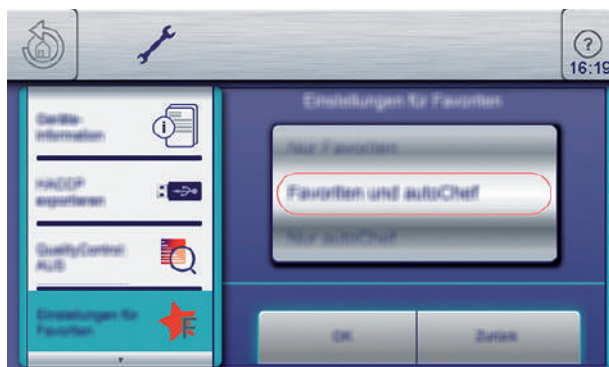 ?
16:19
Einstellungen für Favoriten
Geräte-
information
Nur Favoriten
HACCP
exportieren
Favoriten und autoChef
QualityControl
AUS
Nur autoChef
Einstellungen für
Favoriten
F
OK
Zurück